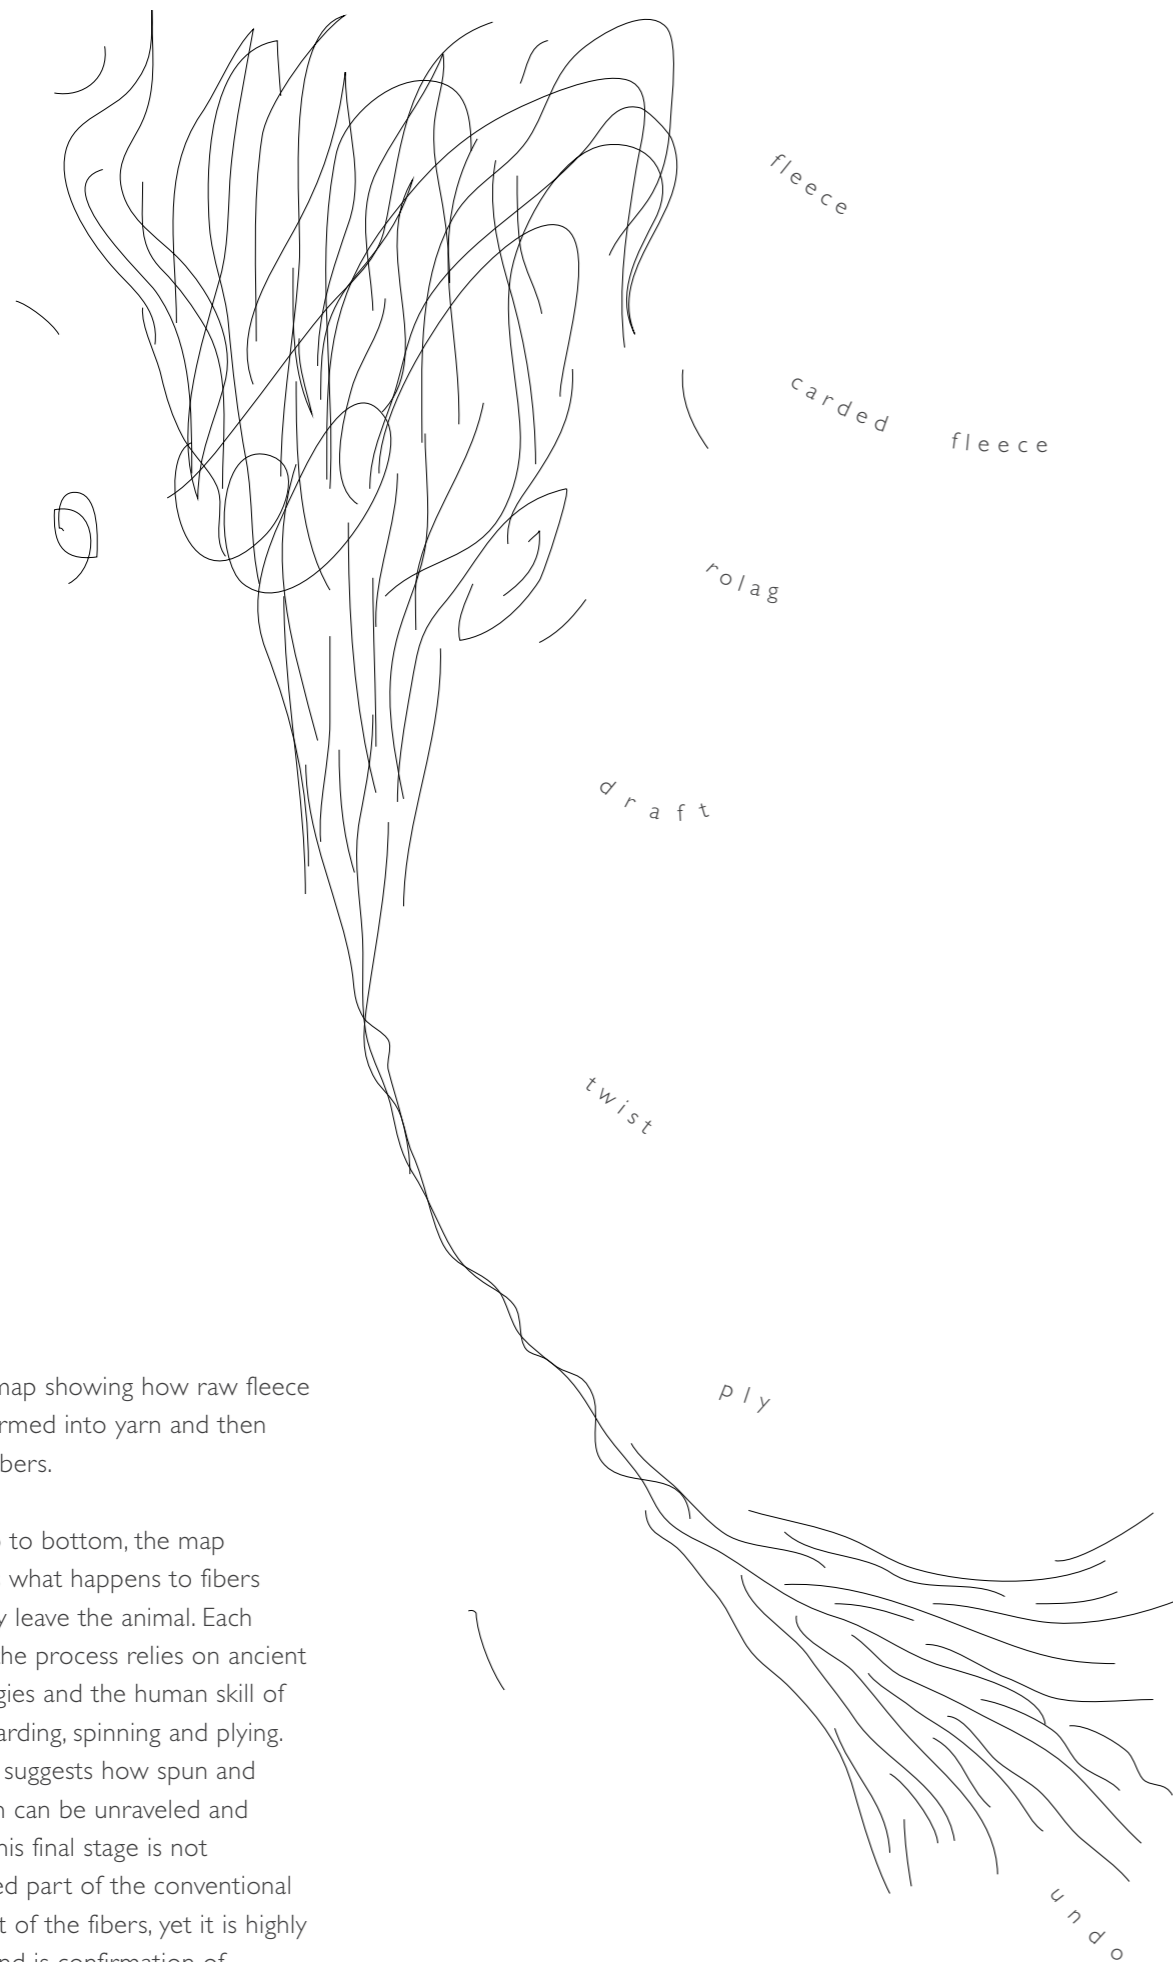 fleece
carded fleece
rolag
draft
twist
ply
map showing how raw fleece
rmed into yarn and then
bers.
to bottom, the map
what happens to fibers
y leave the animal. Each
the process relies on ancient
gies and the human skill of
arding, spinning and plying.
suggests how spun and
n can be unraveled and
his final stage is not
ed part of the conventional
t of the fibers, yet it is highly
nd is confirmation of
undo